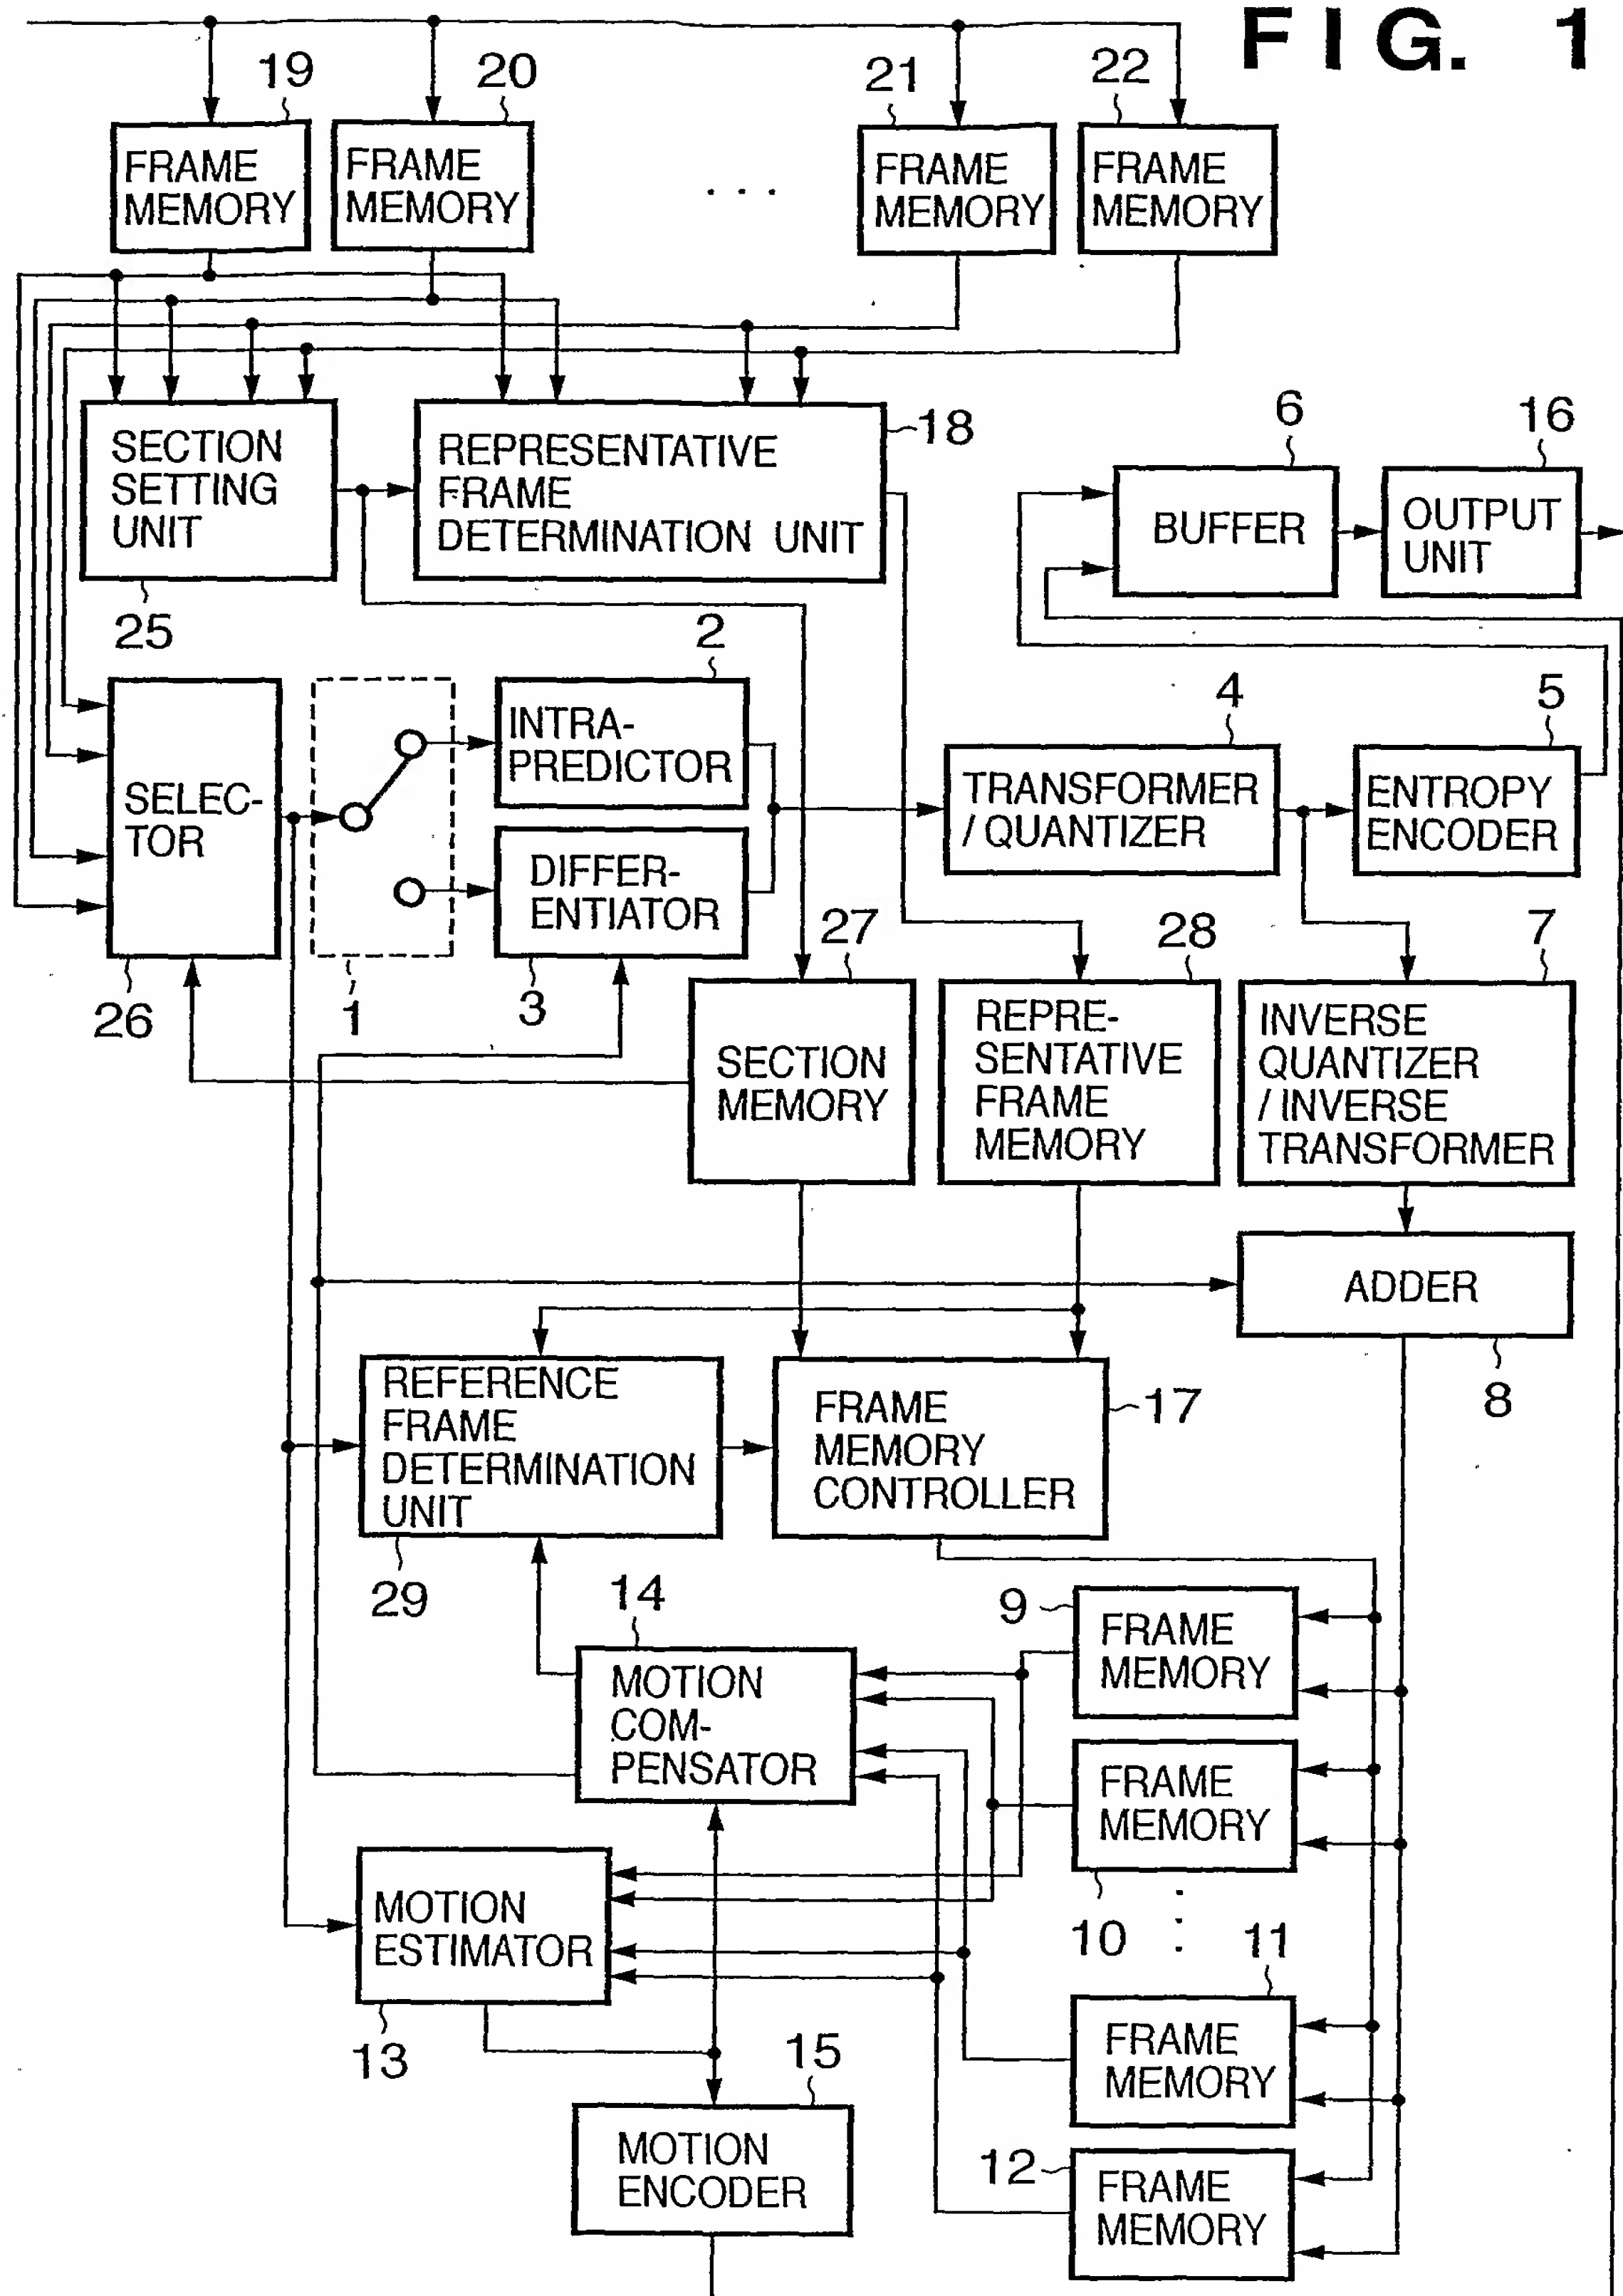 FIG. 1
19
20
21
22
FRAME
MEMORY
FRAME
MEMORY
. . .
FRAME
MEMORY
FRAME
MEMORY
SECTION
SETTING
UNIT
25
REPRESENTATIVE
FRAME
DETERMINATION UNIT
18
6
BUFFER
16
OUTPUT
UNIT
SELEC-
TOR
26
1
2
INTRA-
PREDICTOR
DIFFER-
ENTIATOR
3
4
TRANSFORMER
/ QUANTIZER
5
ENTROPY
ENCODER
27
SECTION
MEMORY
28
REPRE-
SENTATIVE
FRAME
MEMORY
7
INVERSE
QUANTIZER
/ INVERSE
TRANSFORMER
ADDER
8
REFERENCE
FRAME
DETERMINATION
UNIT
29
FRAME
MEMORY
CONTROLLER
17
14
MOTION
COM-
PENSATOR
9
FRAME
MEMORY
FRAME
MEMORY
10
MOTION
ESTIMATOR
13
11
FRAME
MEMORY
15
MOTION
ENCODER
12
FRAME
MEMORY